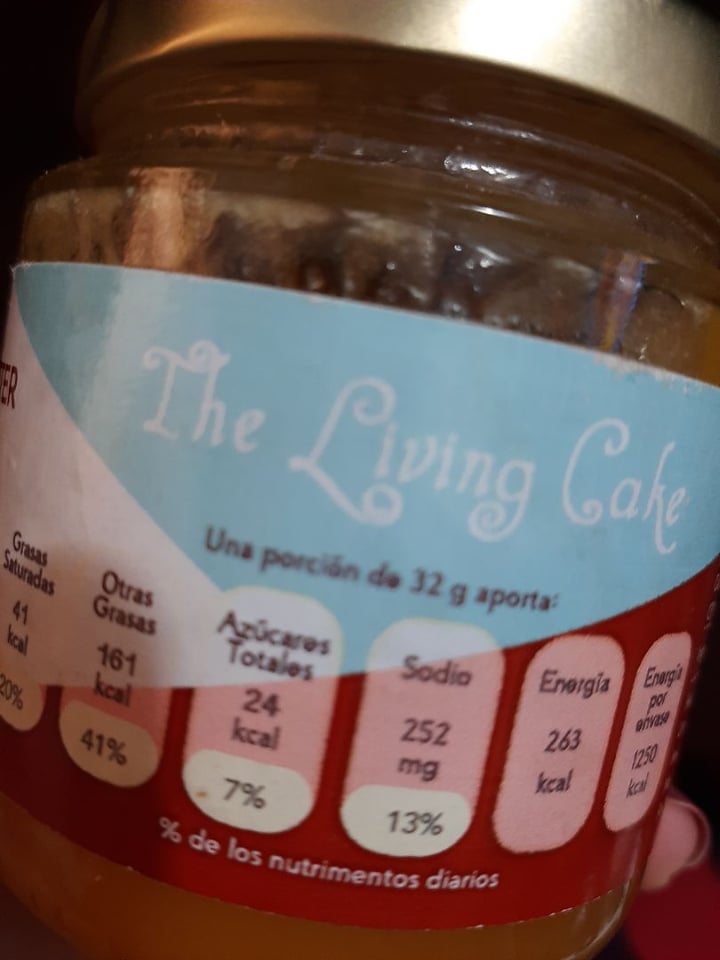 TER
The Living Cake
Una porción de 32 g aporta:
Grasas
Saturadas
41
kcal
20%
Otras
Grasas
161
kcal
41%
Azúcares
Totales
24
kcal
7%
Sodio
252
mg
13%
Energía
263
kcal
Energía
por
envase
1250
kcal
% de los nutrimentos diarios